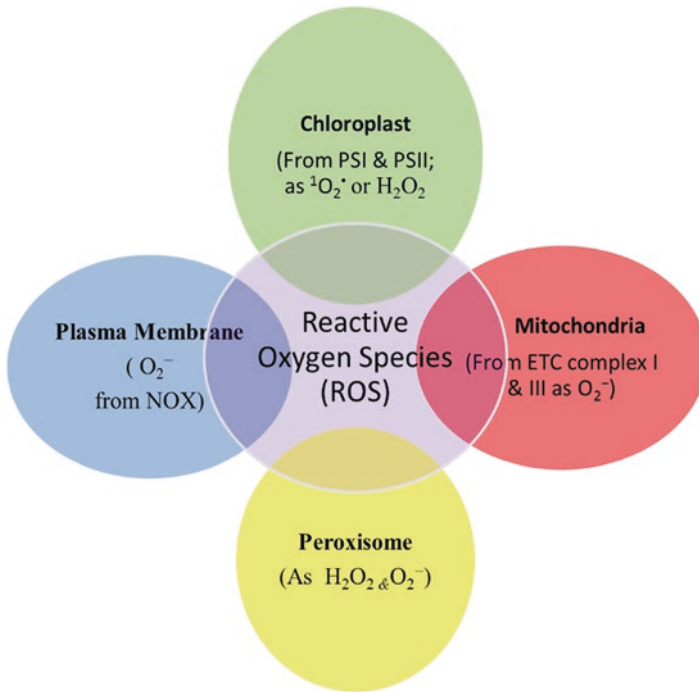 Chloroplast
(From PSI & PSII;
as ¹O₂• or H₂O₂
Plasma Membrane
( O₂⁻
from NOX)
Reactive
Oxygen Species
(ROS)
Mitochondria
(From ETC complex I
& III as O₂⁻)
Peroxisome
(As H₂O₂ & O₂⁻)